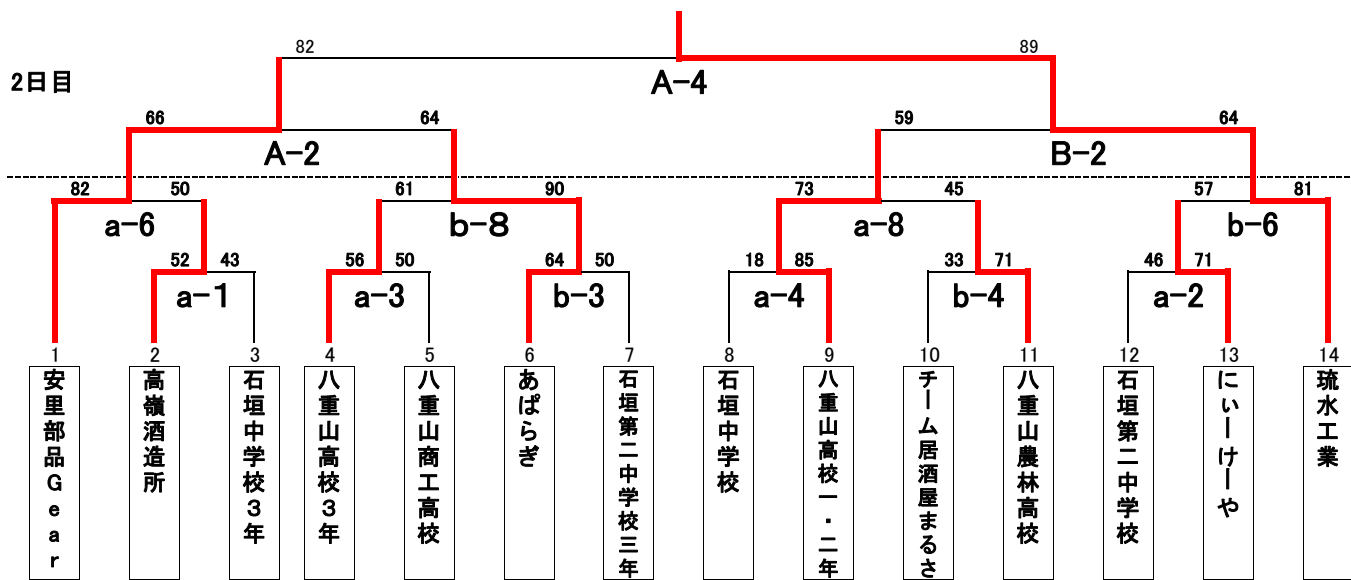 82 89
2日目
A-4
66 64 59 64
A-2 B-2
82 50 61 90 73 45 57 81
a-6 b-8 a-8 b-6
52 43 56 50 64 50 18 85 33 71 46 71
a-1 a-3 b-3 a-4 b-4 a-2
1 2 3 4 5 6 7 8 9 10 11 12 13 14
安里部品Gear
高嶺酒造所
石垣中学校3年
八重山高校3年
八重山商工高校
あぱらぎ
石垣第二中学校三年
石垣中学校
八重山高校一・二年
チーム居酒屋まるさ
八重山農林高校
石垣第二中学校
にぃーけーや
琉水工業